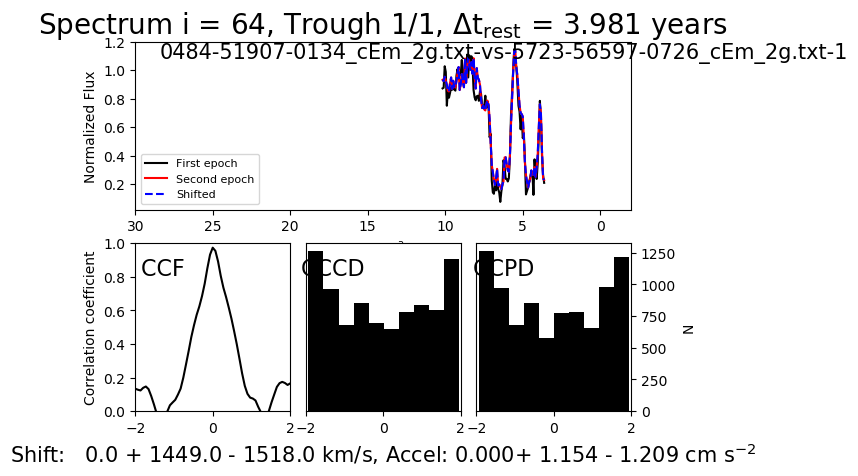 Spectrum i = 64, Trough 1/1, Δt_rest = 3.981 years
0484-51907-0134_cEm_2g.txt-vs-5723-56597-0726_cEm_2g.txt-1
Normalized Flux
1.2
1.0
0.8
0.6
0.4
0.2
First epoch
Second epoch
Shifted
30 25 20 15 10 5 0
Correlation coefficient
1.0
0.8
0.6
0.4
0.2
0.0
CCF
−2 0 2
CCCD
−2 0 2
CCPD
−2 0 2
1250
1000
750
500
250
0
N
Shift: 0.0 + 1449.0 - 1518.0 km/s, Accel: 0.000+ 1.154 - 1.209 cm s⁻²